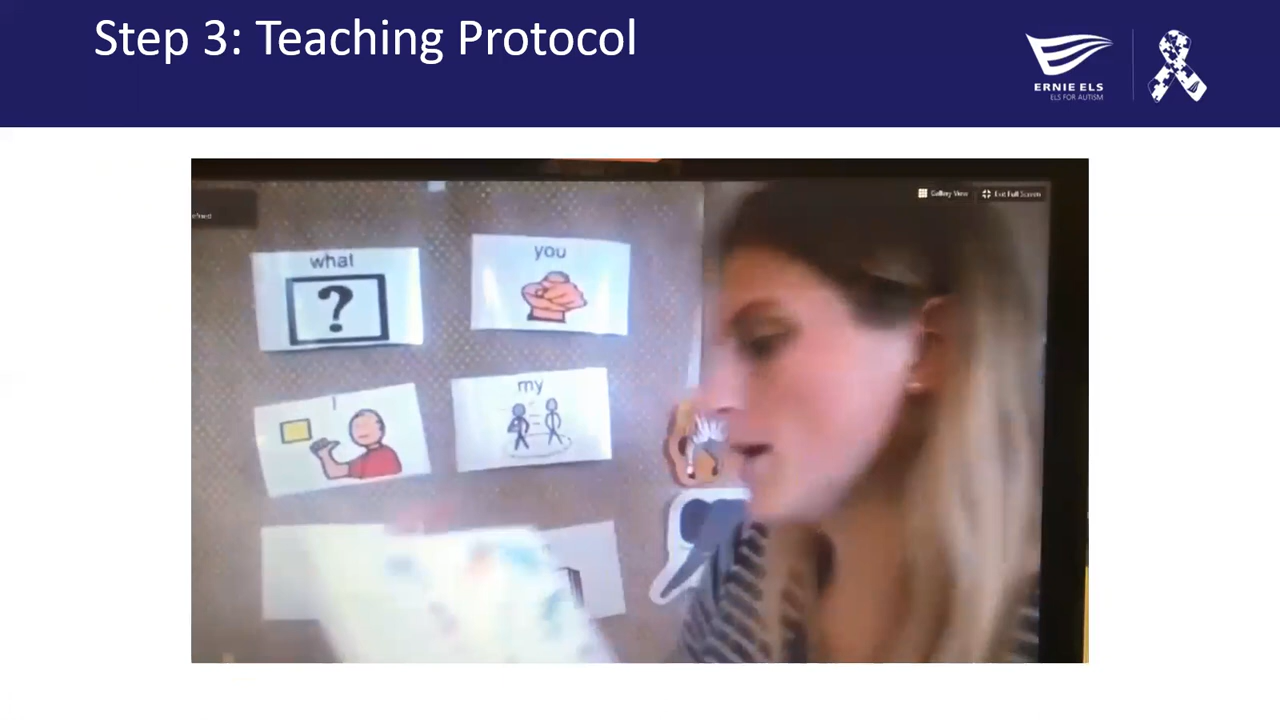 Step 3: Teaching Protocol
ERNIE ELS
ELS FOR AUTISM
Gallery View
Exit Full Screen
what
you
?
I
my